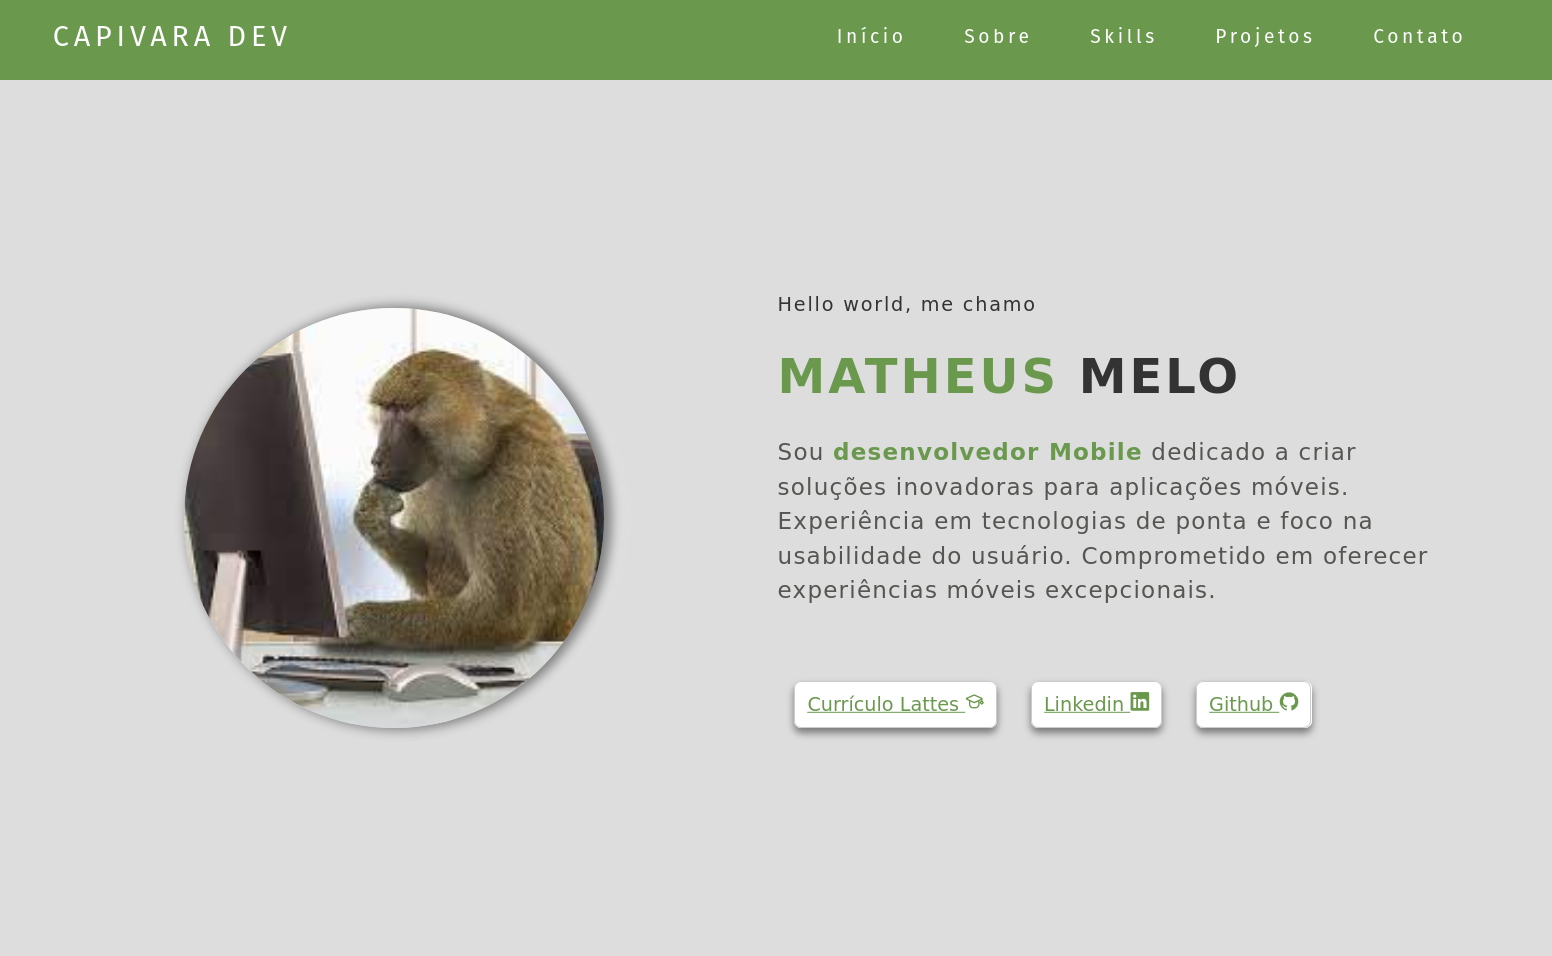 CAPIVARA DEV
Início Sobre Skills Projetos Contato
Hello world, me chamo
MATHEUS MELO
Sou desenvolvedor Mobile dedicado a criar
soluções inovadoras para aplicações móveis.
Experiência em tecnologias de ponta e foco na
usabilidade do usuário. Comprometido em oferecer
experiências móveis excepcionais.
Currículo Lattes Linkedin Github